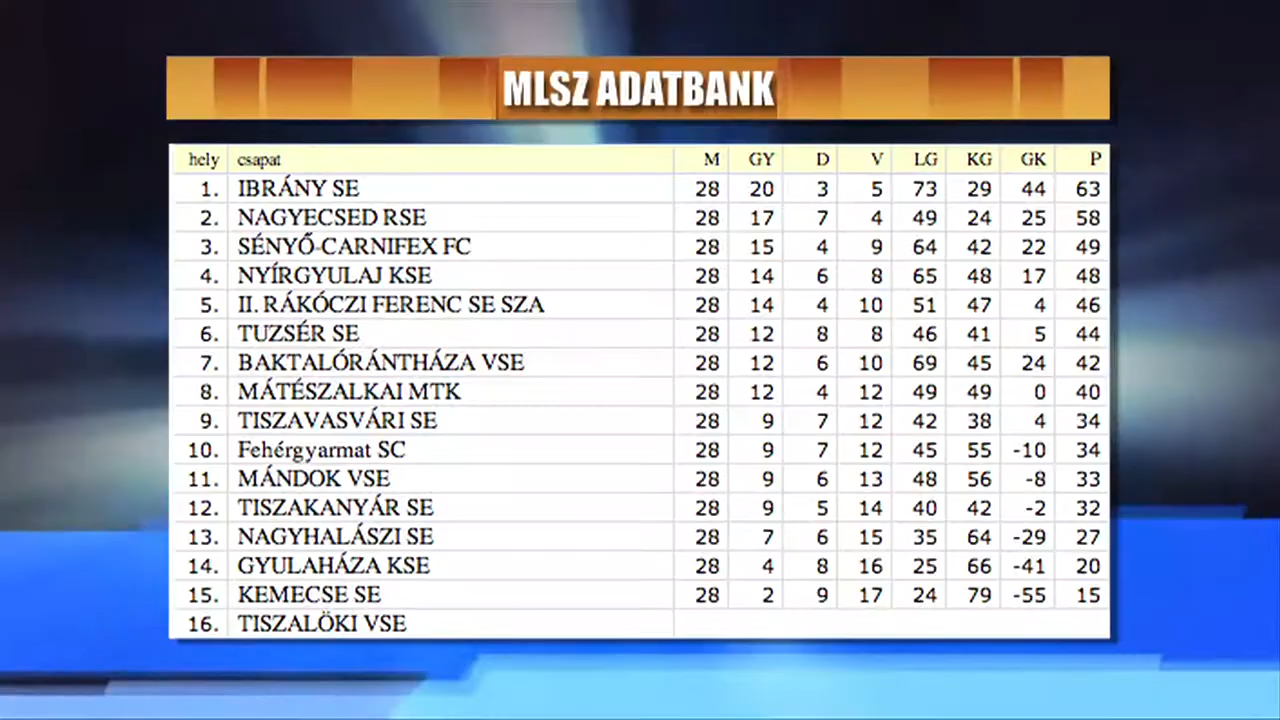 MLSZ ADATBANK
hely csapat M GY D V LG KG GK P
1. IBRÁNY SE 28 20 3 5 73 29 44 63
2. NAGYECSED RSE 28 17 7 4 49 24 25 58
3. SÉNYŐ-CARNIFEX FC 28 15 4 9 64 42 22 49
4. NYÍRGYULAJ KSE 28 14 6 8 65 48 17 48
5. II. RÁKÓCZI FERENC SE SZA 28 14 4 10 51 47 4 46
6. TUZSÉR SE 28 12 8 8 46 41 5 44
7. BAKTALÓRÁNTHÁZA VSE 28 12 6 10 69 45 24 42
8. MÁTÉSZALKAI MTK 28 12 4 12 49 49 0 40
9. TISZAVASVÁRI SE 28 9 7 12 42 38 4 34
10. Fehérgyarmat SC 28 9 7 12 45 55 -10 34
11. MÁNDOK VSE 28 9 6 13 48 56 -8 33
12. TISZAKANYÁR SE 28 9 5 14 40 42 -2 32
13. NAGYHALÁSZI SE 28 7 6 15 35 64 -29 27
14. GYULAHÁZA KSE 28 4 8 16 25 66 -41 20
15. KEMECSE SE 28 2 9 17 24 79 -55 15
16. TISZALÖKI VSE